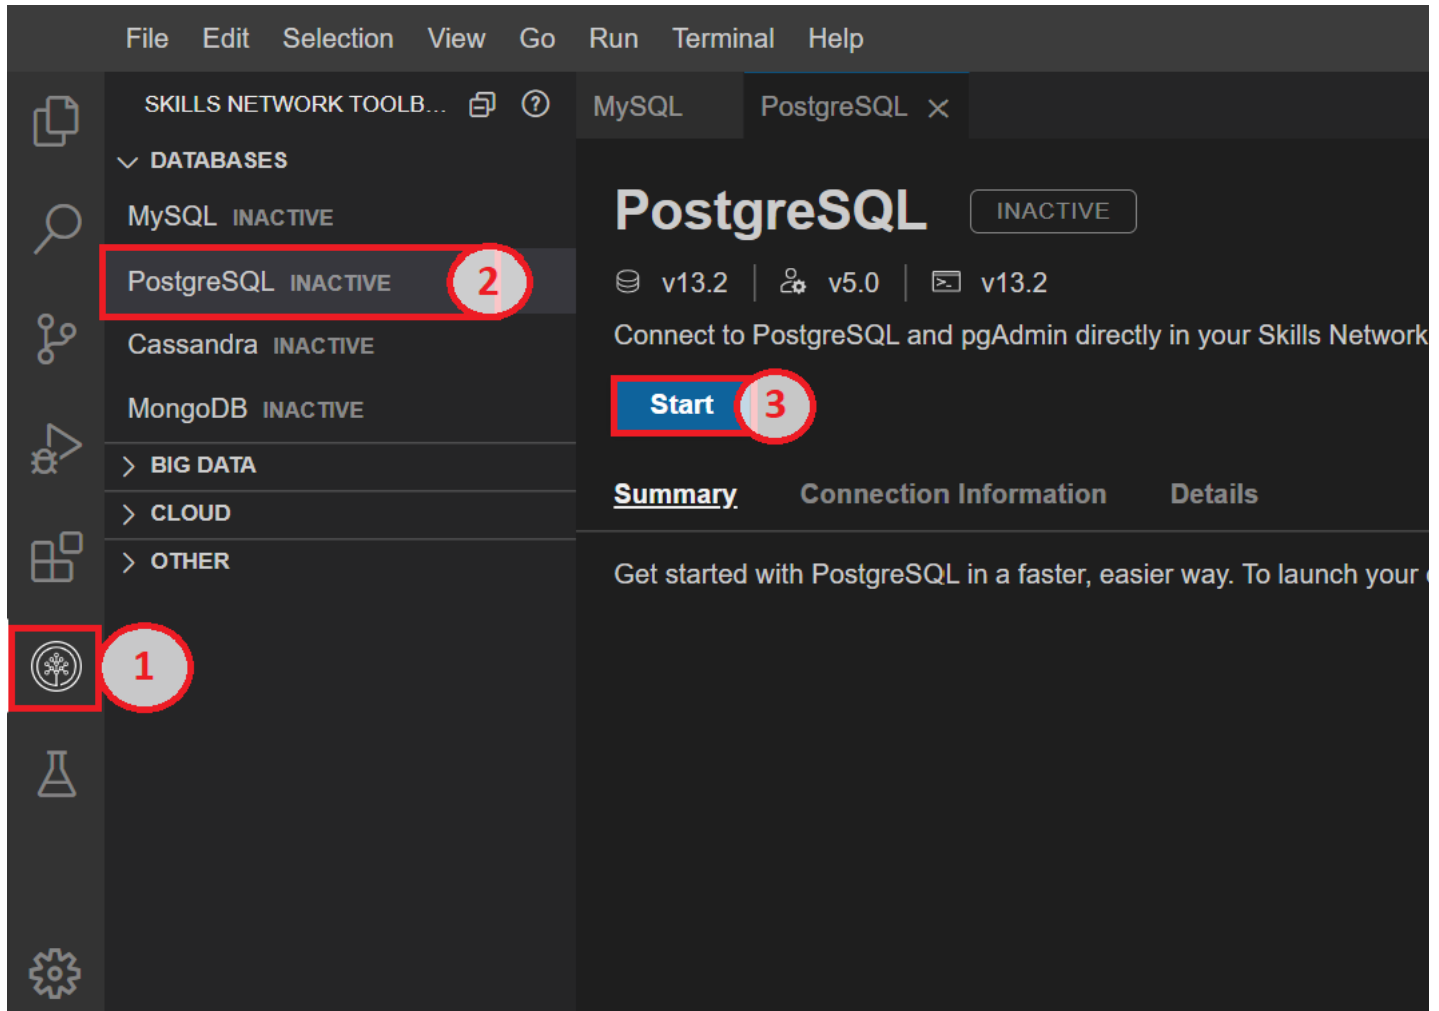 File Edit Selection View Go Run Terminal Help
SKILLS NETWORK TOOLB...
DATABASES
MySQL INACTIVE
PostgreSQL INACTIVE 2
Cassandra INACTIVE
MongoDB INACTIVE
BIG DATA
CLOUD
OTHER
1
MySQL PostgreSQL
PostgreSQL INACTIVE
v13.2 v5.0 v13.2
Connect to PostgreSQL and pgAdmin directly in your Skills Network
Start 3
Summary Connection Information Details
Get started with PostgreSQL in a faster, easier way. To launch your